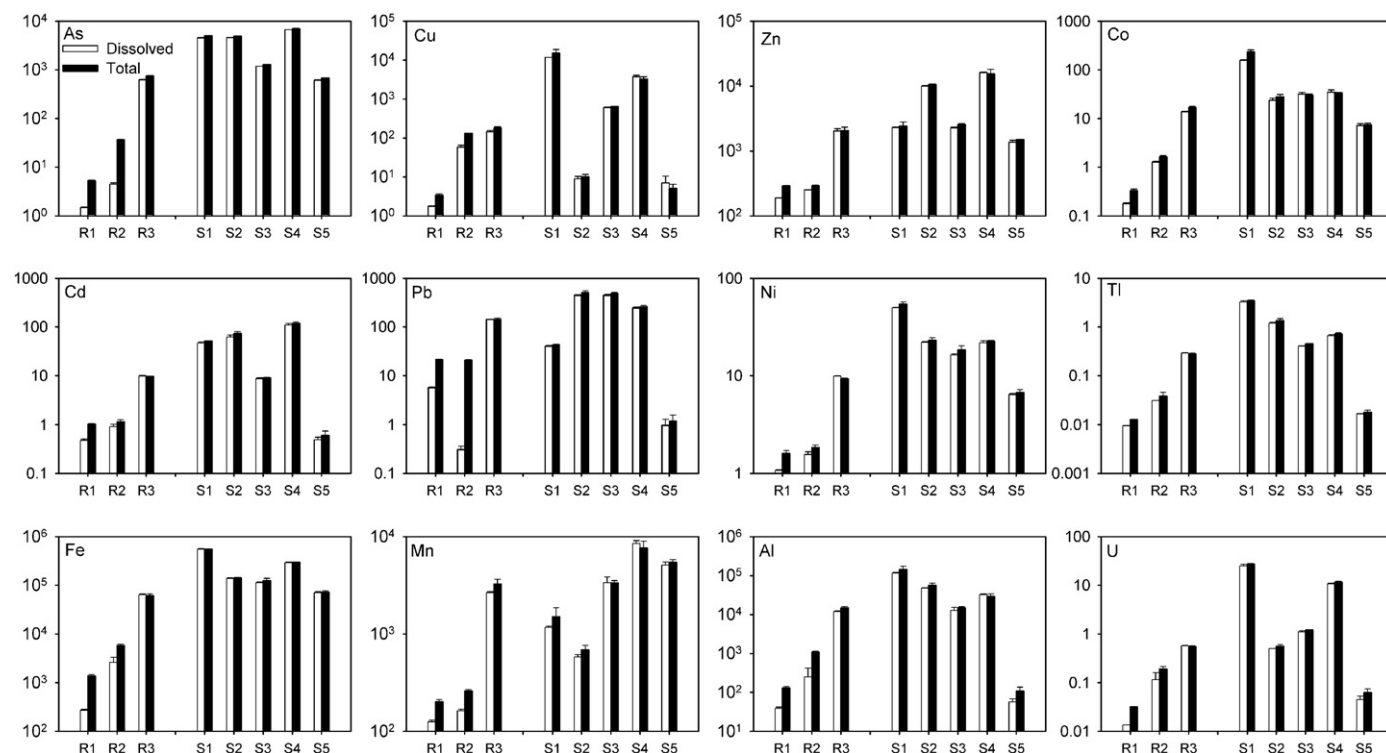 10⁴
As
Dissolved
Total
10³
10²
10¹
10⁰
R1 R2 R3 S1 S2 S3 S4 S5
10⁵
Cu
10⁴
10³
10²
10¹
10⁰
R1 R2 R3 S1 S2 S3 S4 S5
10⁵
Zn
10⁴
10³
10²
R1 R2 R3 S1 S2 S3 S4 S5
1000
Co
100
10
1
0.1
R1 R2 R3 S1 S2 S3 S4 S5
1000
Cd
100
10
1
0.1
R1 R2 R3 S1 S2 S3 S4 S5
1000
Pb
100
10
1
0.1
R1 R2 R3 S1 S2 S3 S4 S5
100
Ni
10
1
R1 R2 R3 S1 S2 S3 S4 S5
10
Tl
1
0.1
0.01
0.001
R1 R2 R3 S1 S2 S3 S4 S5
10⁶
Fe
10⁵
10⁴
10³
10²
R1 R2 R3 S1 S2 S3 S4 S5
10⁴
Mn
10³
10²
R1 R2 R3 S1 S2 S3 S4 S5
10⁶
Al
10⁵
10⁴
10³
10²
10¹
R1 R2 R3 S1 S2 S3 S4 S5
100
U
10
1
0.1
0.01
R1 R2 R3 S1 S2 S3 S4 S5